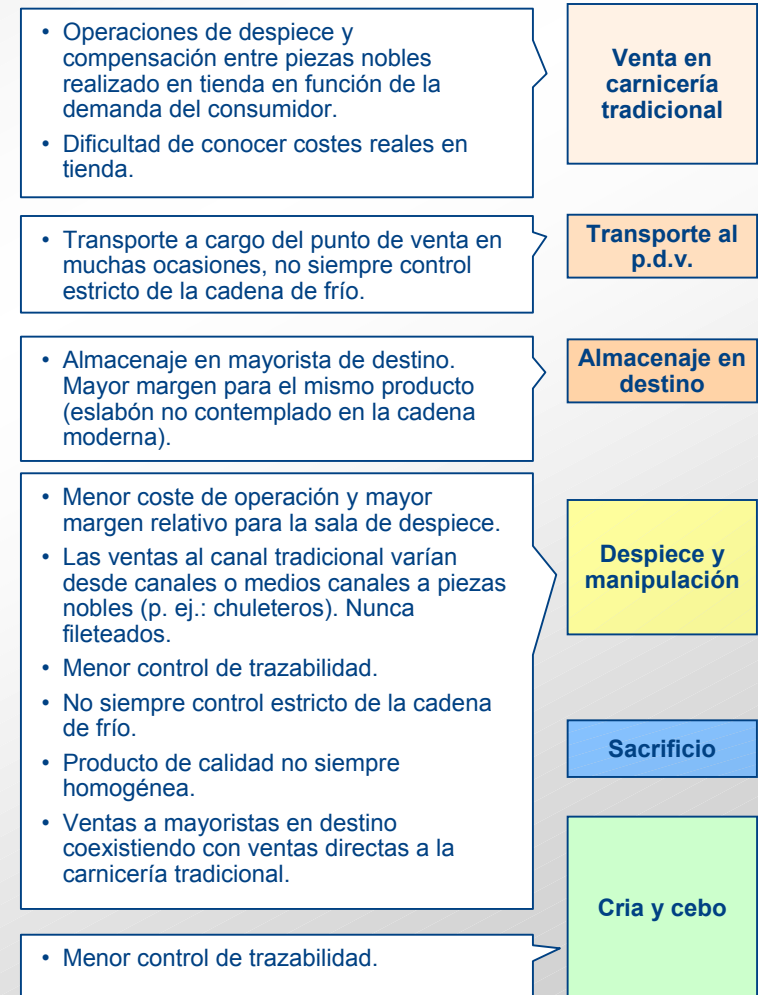 • Operaciones de despiece y
compensación entre piezas nobles
realizado en tienda en función de la
demanda del consumidor.
• Dificultad de conocer costes reales en
tienda.
Venta en
carnicería
tradicional
• Transporte a cargo del punto de venta en
muchas ocasiones, no siempre control
estricto de la cadena de frío.
Transporte al
p.d.v.
• Almacenaje en mayorista de destino.
Mayor margen para el mismo producto
(eslabón no contemplado en la cadena
moderna).
Almacenaje en
destino
• Menor coste de operación y mayor
margen relativo para la sala de despiece.
• Las ventas al canal tradicional varían
desde canales o medios canales a piezas
nobles (p. ej.: chuleteros). Nunca
fileteados.
• Menor control de trazabilidad.
• No siempre control estricto de la cadena
de frío.
• Producto de calidad no siempre
homogénea.
• Ventas a mayoristas en destino
coexistiendo con ventas directas a la
carnicería tradicional.
Despiece y
manipulación
Sacrificio
• Menor control de trazabilidad.
Cria y cebo